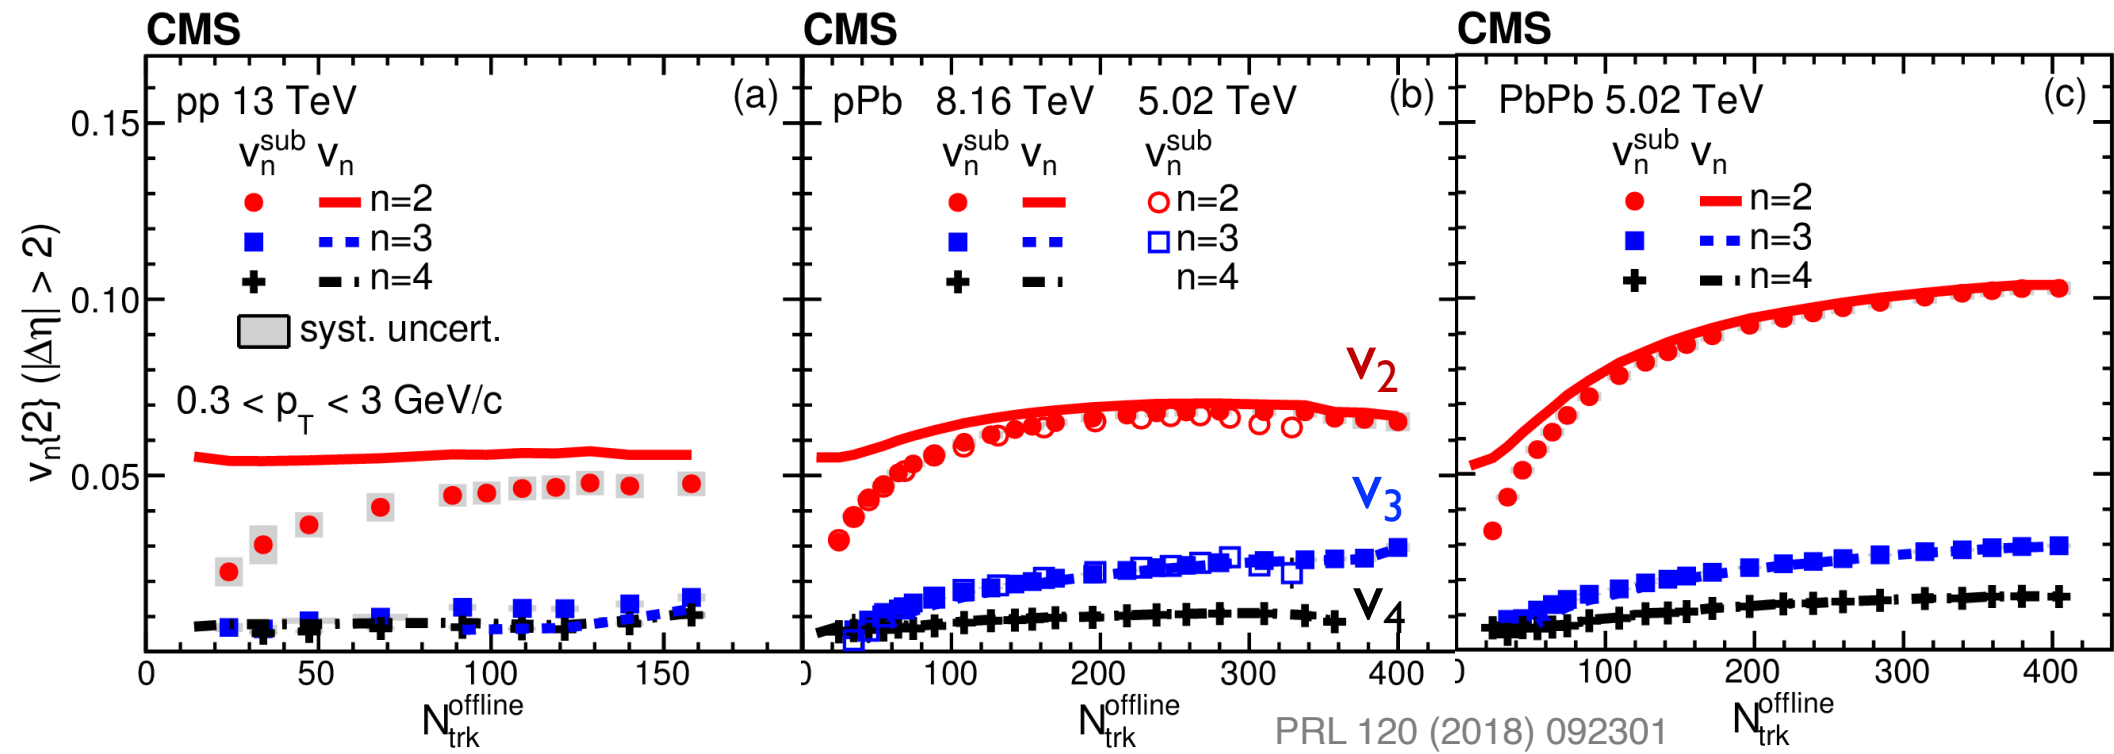 CMS
pp 13 TeV (a)
v_n^sub v_n
n=2
n=3
n=4
syst. uncert.
0.3 < p_T < 3 GeV/c
v_n{2} (|Δη| > 2)
0.15
0.10
0.05
0 50 100 150
N_trk^offline
CMS
pPb 8.16 TeV 5.02 TeV (b)
v_n^sub v_n v_n^sub
n=2
n=3
n=4
v_2
v_3
v_4
0 100 200 300 400
N_trk^offline
CMS
PbPb 5.02 TeV (c)
v_n^sub v_n
n=2
n=3
n=4
0 100 200 300 400
N_trk^offline
PRL 120 (2018) 092301